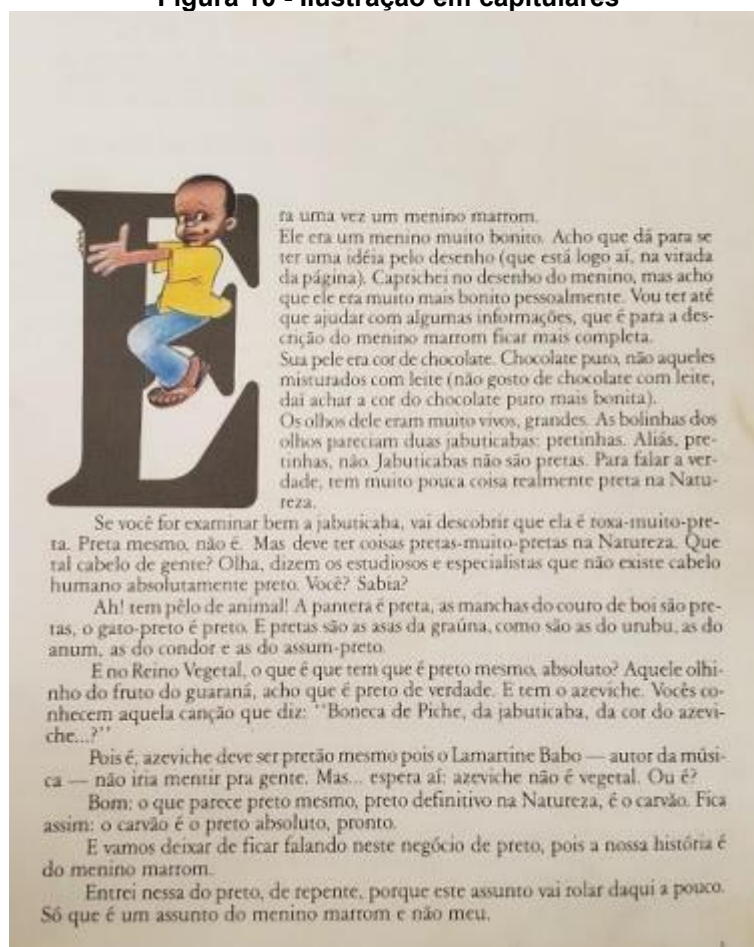 Figura 10 - Ilustração em capitulares
E
ra uma vez um menino marrom.
Ele era um menino muito bonito. Acho que dá para se
ter uma idéia pelo desenho (que está logo aí, na virada
da página). Caprichei no desenho do menino, mas acho
que ele era muito mais bonito pessoalmente. Vou ter até
que ajudar com algumas informações, que é para a des-
crição do menino marrom ficar mais completa.
Sua pele era cor de chocolate. Chocolate puro, não aqueles
misturados com leite (não gosto de chocolate com leite,
daí achar a cor do chocolate puro mais bonita).
Os olhos dele eram muito vivos, grandes. As bolinhas dos
olhos pareciam duas jabuticabas: pretinhas. Aliás, pre-
tinhas, não. Jabuticabas não são pretas. Para falar a ver-
dade, tem muito pouca coisa realmente preta na Natu-
reza.
Se você for examinar bem a jabuticaba, vai descobrir que ela é roxa-muito-pre-
ta. Preta mesmo, não é. Mas deve ter coisas pretas-muito-pretas na Natureza. Que
tal cabelo de gente? Olha, dizem os estudiosos e especialistas que não existe cabelo
humano absolutamente preto. Você? Sabia?
Ah! tem pêlo de animal! A pantera é preta, as manchas do couro de boi são pre-
tas, o gato-preto é preto. E pretas são as asas da graúna, como são as do urubu, as do
anum, as do condor e as do assum-preto.
E no Reino Vegetal, o que é que tem que é preto mesmo, absoluto? Aquele olhi-
nho do fruto do guaraná, acho que é preto de verdade. E tem o azeviche. Vocês co-
nhecem aquela canção que diz: "Boneca de Piche, da jabuticaba, da cor do azevi-
che...?"
Pois é, azeviche deve ser pretão mesmo pois o Lamartine Babo — autor da músi-
ca — não iria mentir pra gente. Mas... espera aí: azeviche não é vegetal. Ou é?
Bom: o que parece preto mesmo, preto definitivo na Natureza, é o carvão. Fica
assim: o carvão é o preto absoluto, pronto.
E vamos deixar de ficar falando neste negócio de preto, pois a nossa história é
do menino marrom.
Entrei nessa do preto, de repente, porque este assunto vai rolar daqui a pouco.
Só que é um assunto do menino marrom e não meu.